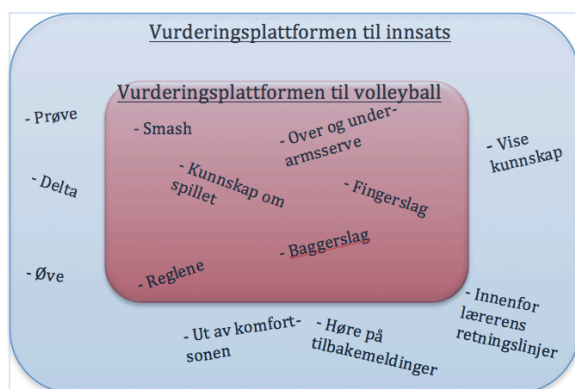 Vurderingsplattformen til innsats
Vurderingsplattformen til volleyball
- Prøve
- Smash
- Over og under-
armsserve
- Vise
kunnskap
- Kunnskap om
spillet
- Delta
- Fingerslag
- Baggerslag
- Reglene
- Øve
- Innenfor
lærerens
retningslinjer
- Ut av komfort-
sonen
- Høre på
tilbakemeldinger